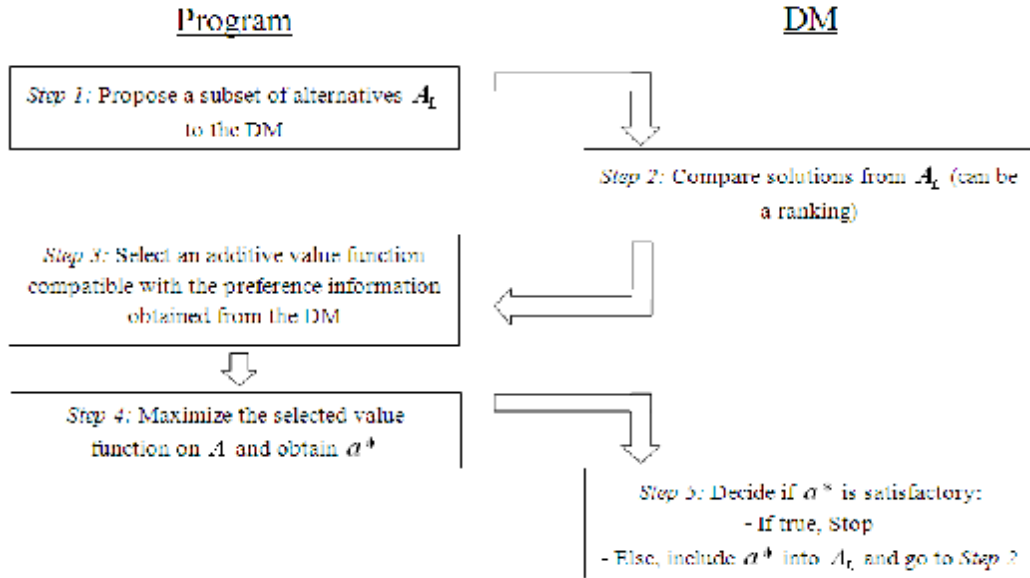 Program
DM
Step 1: Propose a subset of alternatives A_L
to the DM
Step 2: Compare solutions from A_L (can be
a ranking)
Step 3: Select an additive value function
compatible with the preference information
obtained from the DM
Step 4: Maximize the selected value
function on A and obtain a*
Step 5: Decide if a* is satisfactory:
- If true, Stop
- Else, include a* into A_L and go to Step 2